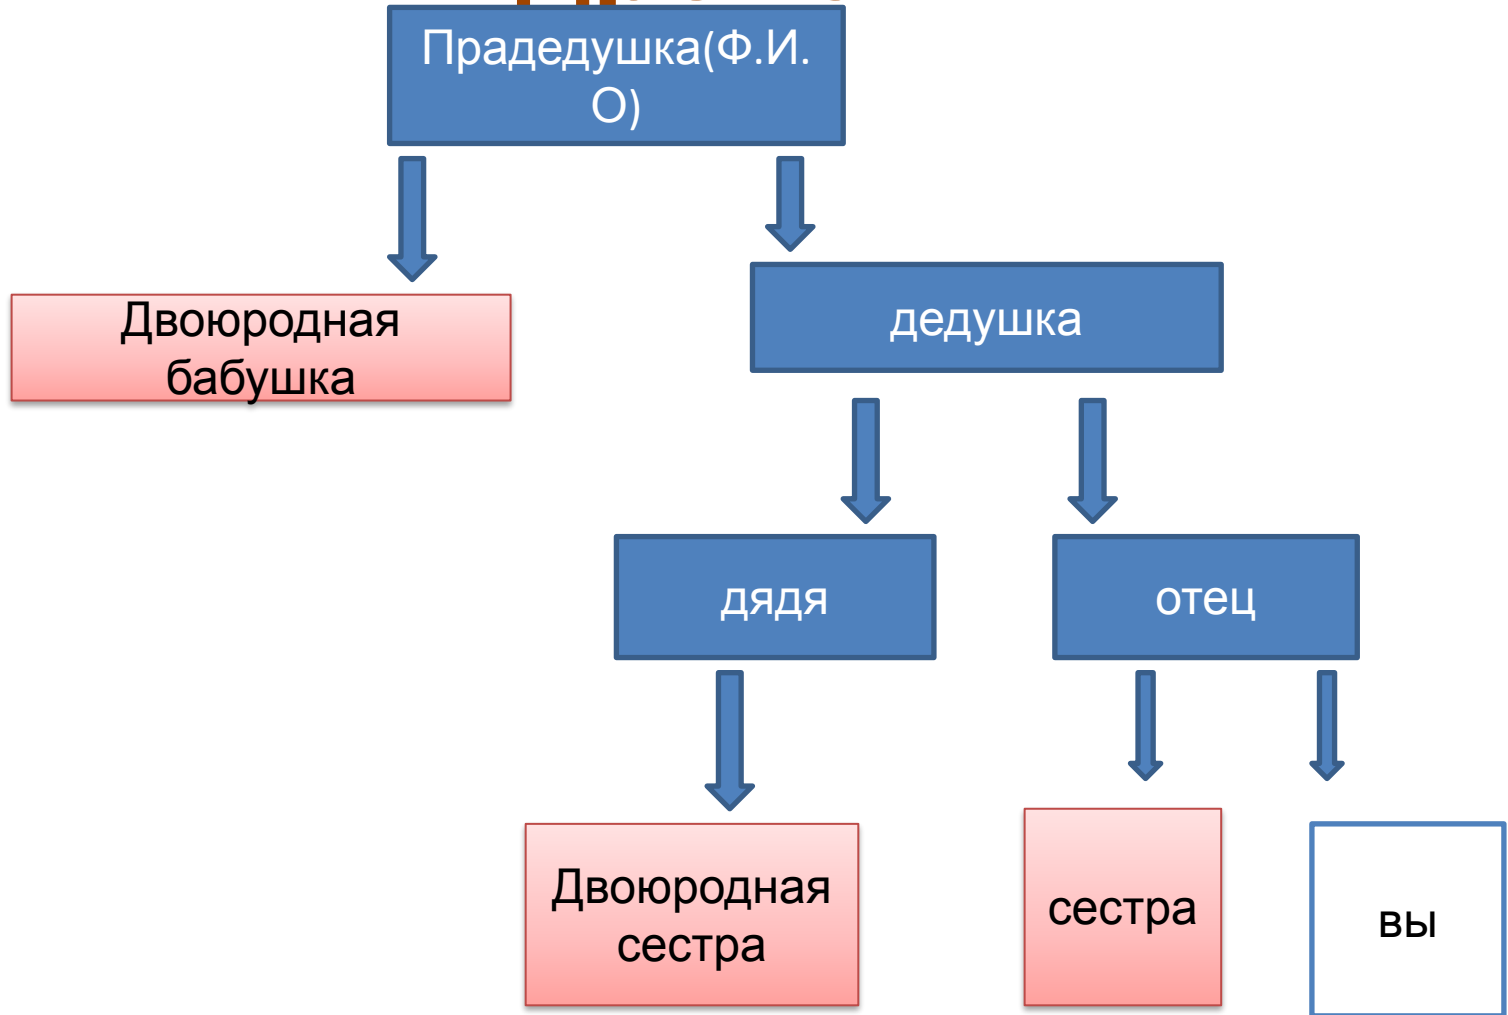 Прадедушка(Ф.И.
О)
Двоюродная
бабушка
дедушка
дядя
отец
Двоюродная
сестра
сестра
вы